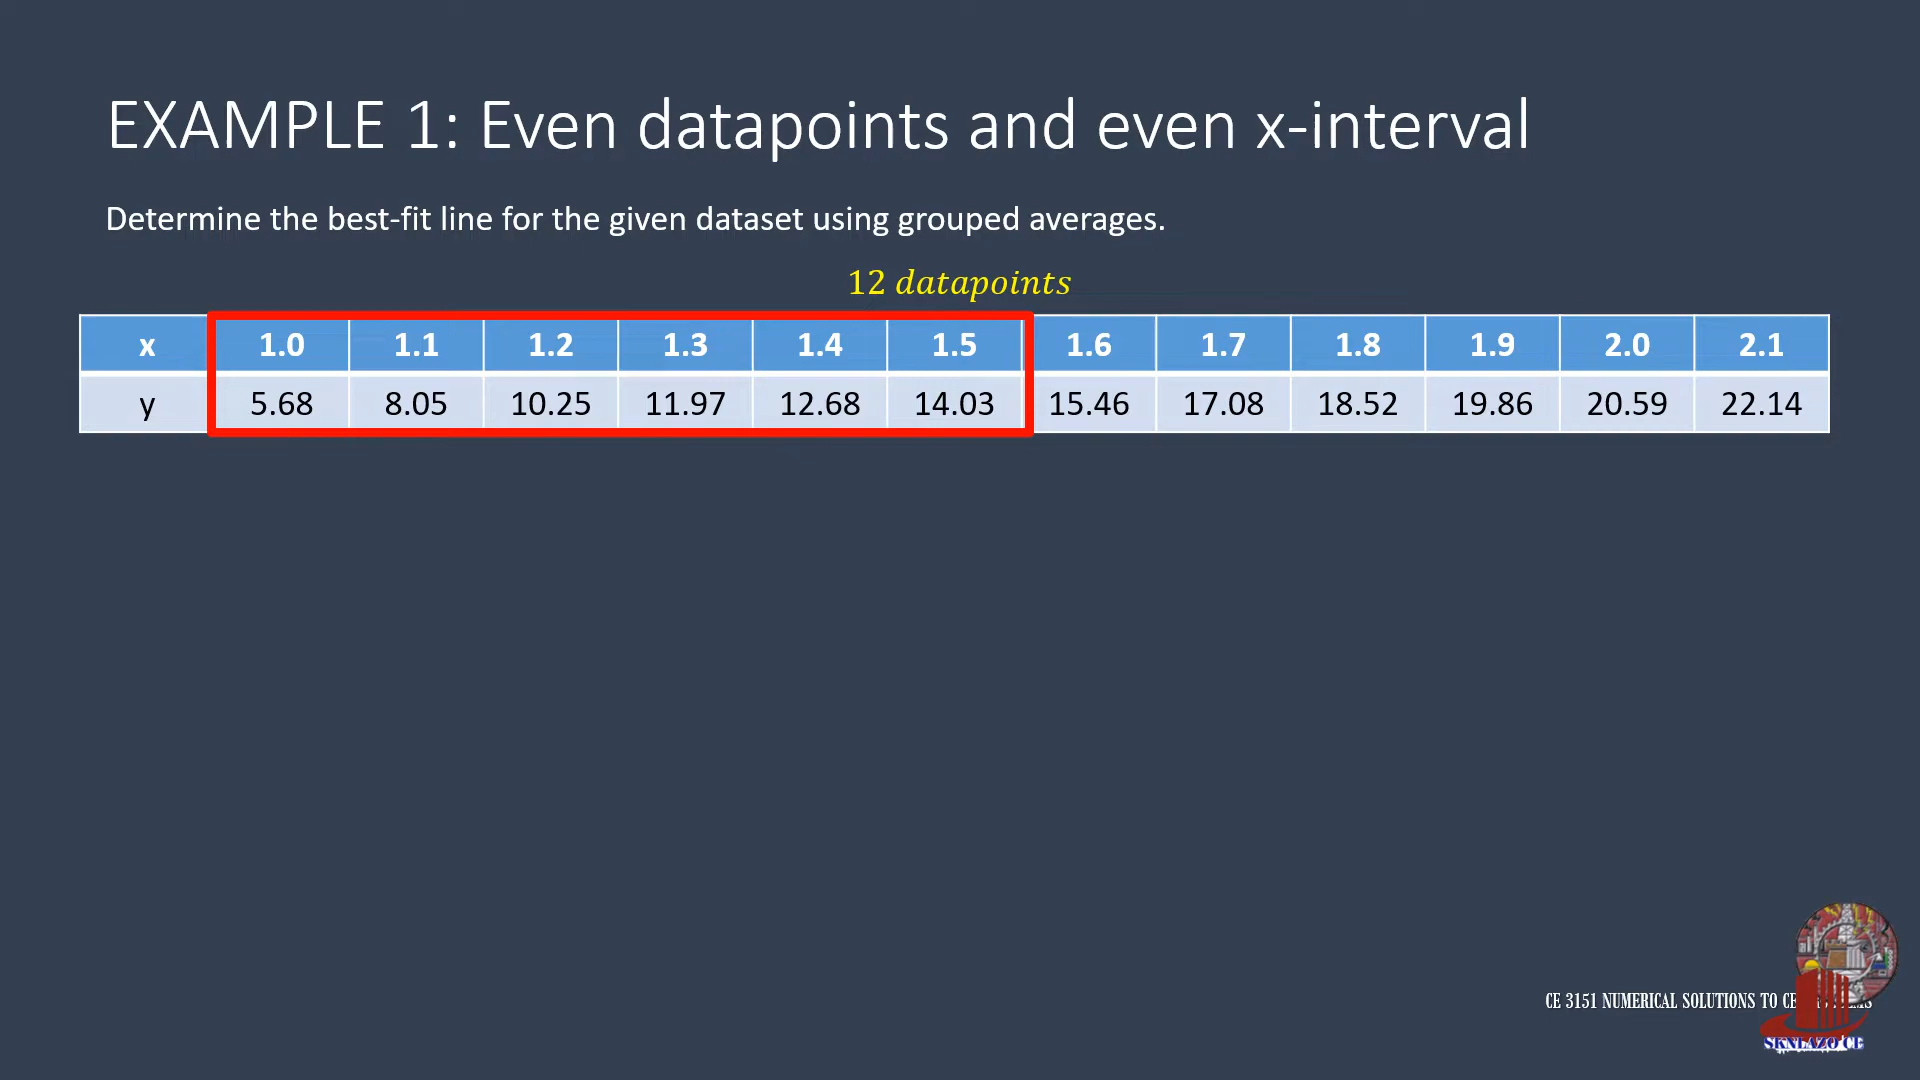 EXAMPLE 1: Even datapoints and even x-interval
Determine the best-fit line for the given dataset using grouped averages.
12 datapoints
x 1.0 1.1 1.2 1.3 1.4 1.5 1.6 1.7 1.8 1.9 2.0 2.1
y 5.68 8.05 10.25 11.97 12.68 14.03 15.46 17.08 18.52 19.86 20.59 22.14
CE 3151 NUMERICAL SOLUTIONS TO CE
SKNLAZO CE